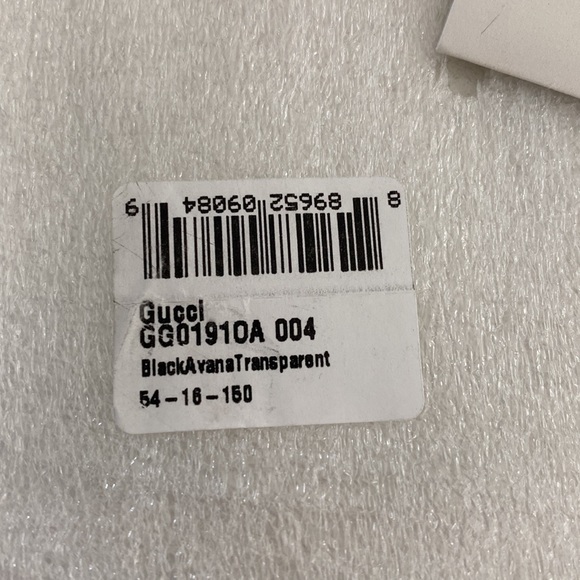 8 89652 09084 9
Gucci
GG0191OA 004
BlackAvanaTransparent
54-16-150